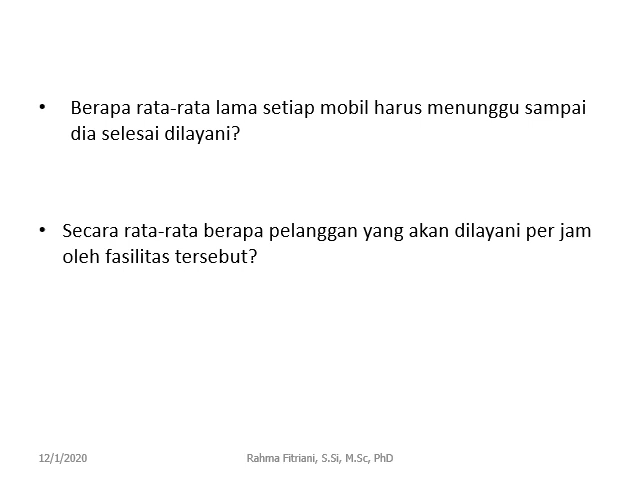 • Berapa rata-rata lama setiap mobil harus menunggu sampai
dia selesai dilayani?
• Secara rata-rata berapa pelanggan yang akan dilayani per jam
oleh fasilitas tersebut?
12/1/2020 Rahma Fitriani, S.Si, M.Sc, PhD